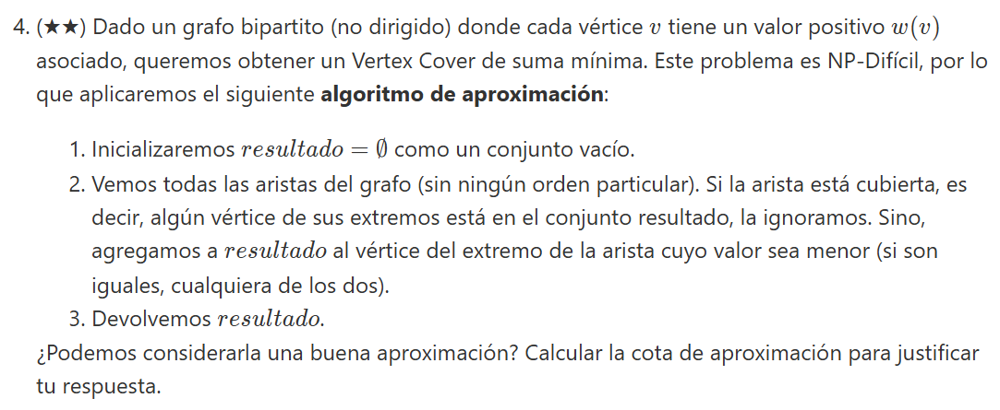 4. (★★) Dado un grafo bipartito (no dirigido) donde cada vértice v tiene un valor positivo w(v)
asociado, queremos obtener un Vertex Cover de suma mínima. Este problema es NP-Difícil, por lo
que aplicaremos el siguiente algoritmo de aproximación:
1. Inicializaremos resultado = ∅ como un conjunto vacío.
2. Vemos todas las aristas del grafo (sin ningún orden particular). Si la arista está cubierta, es
decir, algún vértice de sus extremos está en el conjunto resultado, la ignoramos. Sino,
agregamos a resultado al vértice del extremo de la arista cuyo valor sea menor (si son
iguales, cualquiera de los dos).
3. Devolvemos resultado.
¿Podemos considerarla una buena aproximación? Calcular la cota de aproximación para justificar
tu respuesta.